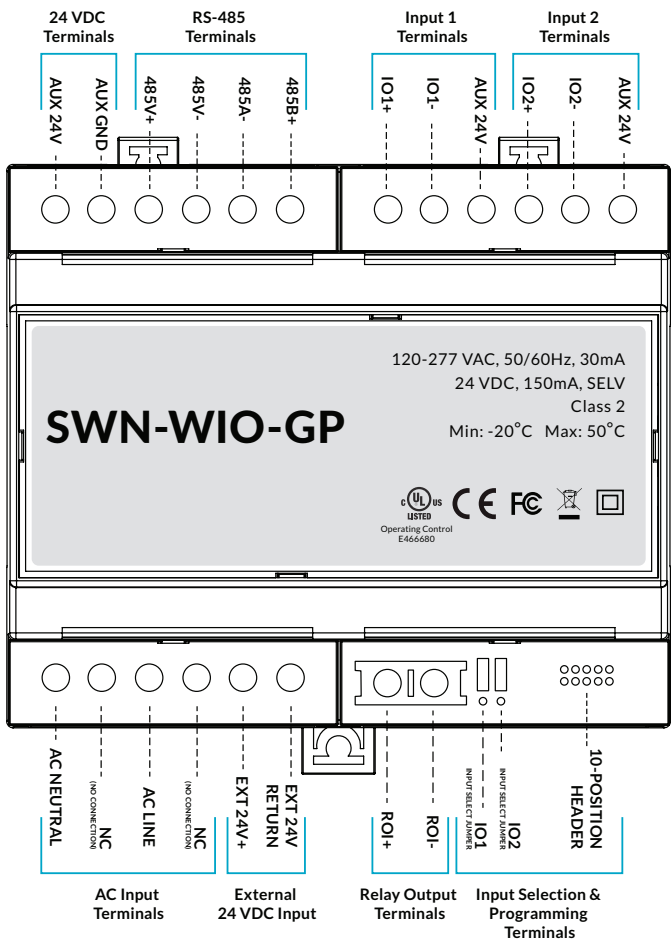 24 VDC
Terminals
RS-485
Terminals
Input 1
Terminals
Input 2
Terminals
AUX 24V
AUX GND
485V+
485V-
485A-
485B+
IO1+
IO1-
AUX 24V
IO2+
IO2-
AUX 24V
SWN-WIO-GP
120-277 VAC, 50/60Hz, 30mA
24 VDC, 150mA, SELV
Class 2
Min: -20°C Max: 50°C
C UL US
LISTED
Operating Control
E466680
CE FC
AC NEUTRAL
NC
(NO CONNECTION)
AC LINE
NC
(NO CONNECTION)
EXT 24V+
EXT 24V
RETURN
ROI+
ROI-
IO1
INPUT SELECT JUMPER
IO2
INPUT SELECT JUMPER
10-POSITION
HEADER
AC Input
Terminals
External
24 VDC Input
Relay Output
Terminals
Input Selection &
Programming
Terminals